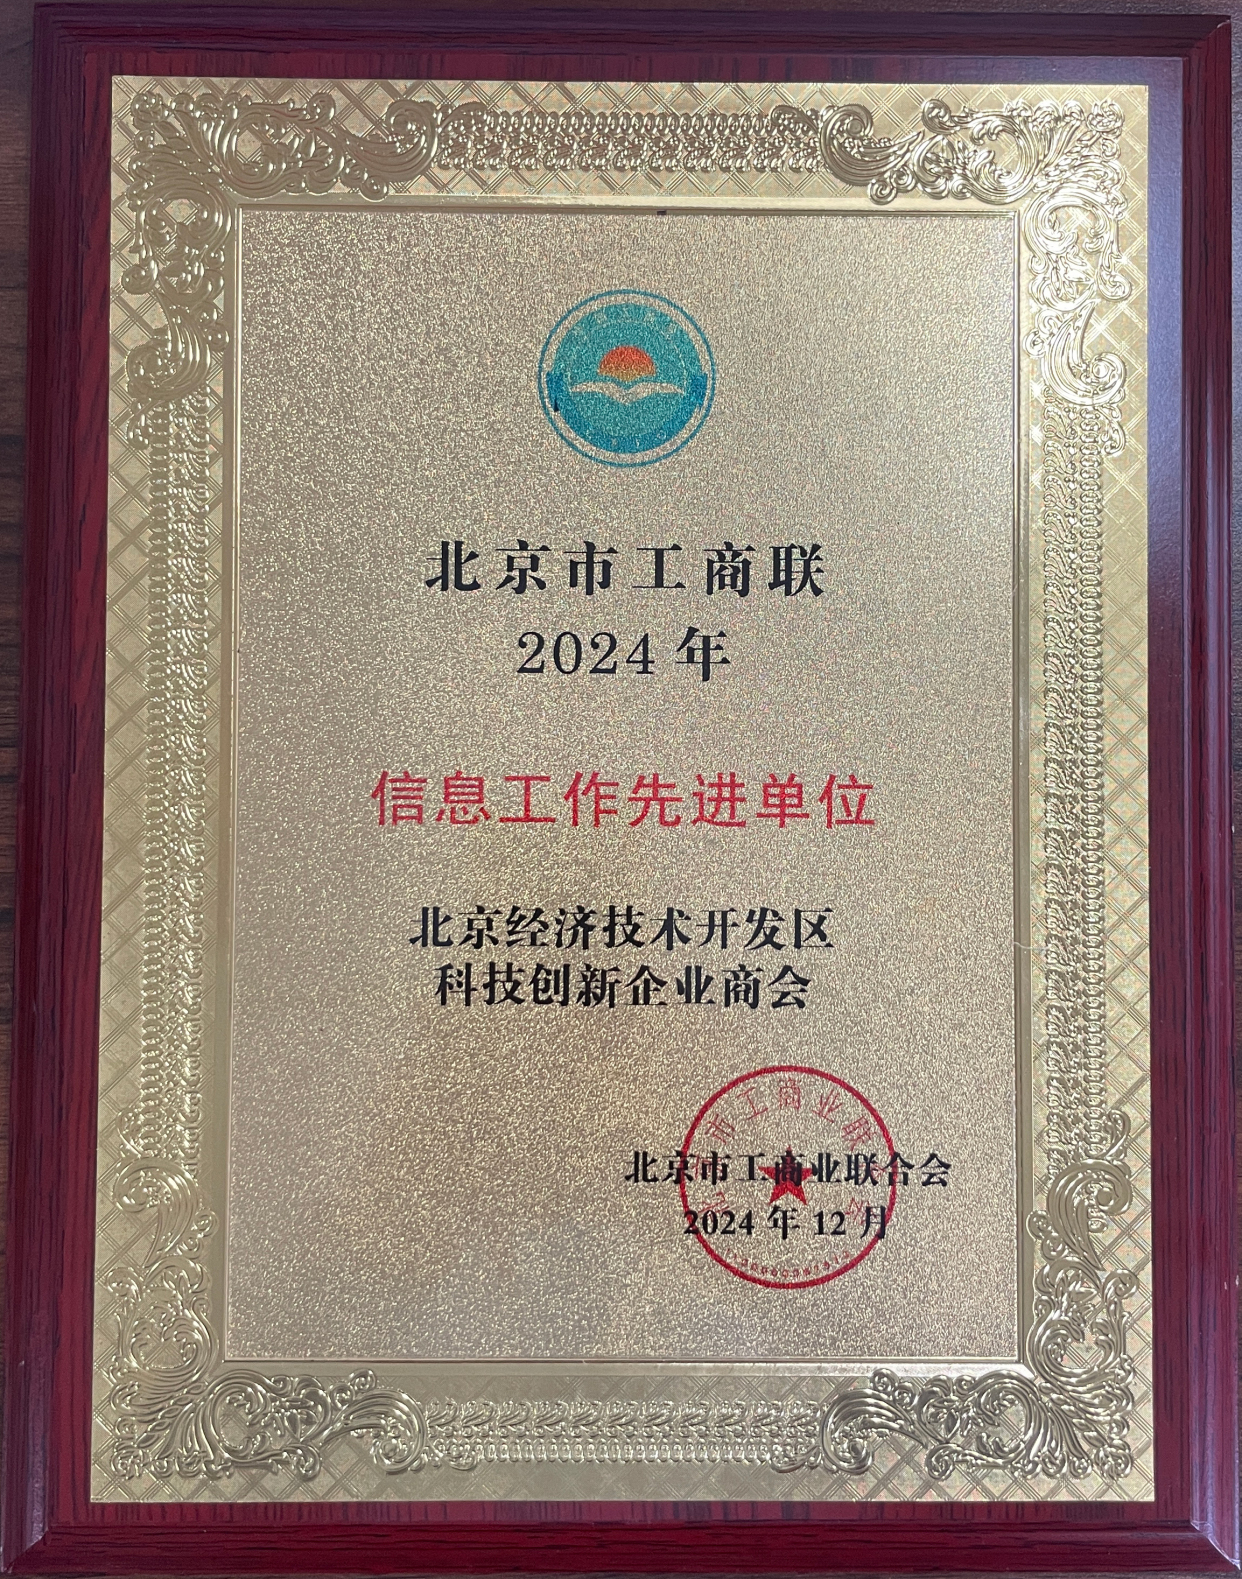 北京市工商联
2024年
信息工作先进单位
北京经济技术开发区
科技创新企业商会
北京市工商业联合会
2024年12月